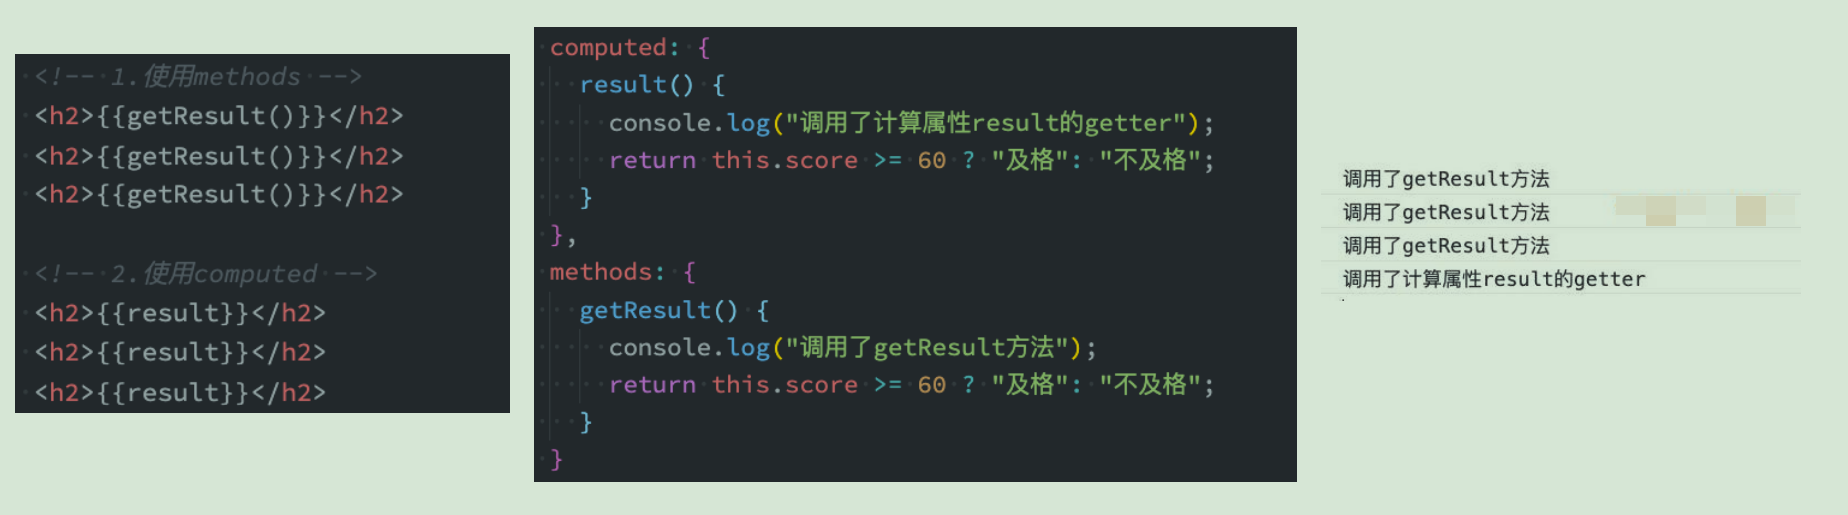 <!-- 1.使用methods -->
<h2>{{getResult()}}</h2>
<h2>{{getResult()}}</h2>
<h2>{{getResult()}}</h2>
<!-- 2.使用computed -->
<h2>{{result}}</h2>
<h2>{{result}}</h2>
<h2>{{result}}</h2>
computed: {
result() {
console.log("调用了计算属性result的getter");
return this.score >= 60 ? "及格": "不及格";
}
},
methods: {
getResult() {
console.log("调用了getResult方法");
return this.score >= 60 ? "及格": "不及格";
}
}
调用了getResult方法
调用了getResult方法
调用了getResult方法
调用了计算属性result的getter